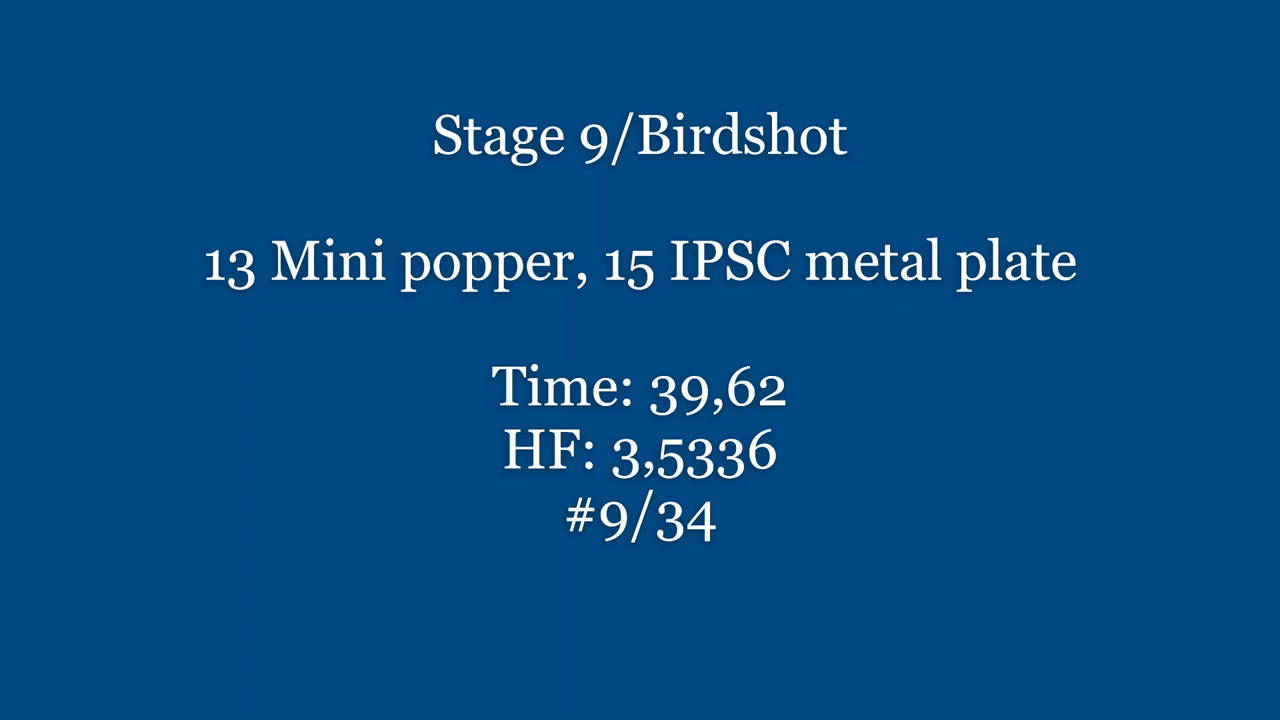 Stage 9/Birdshot
13 Mini popper, 15 IPSC metal plate
Time: 39,62
HF: 3,5336
#9/34